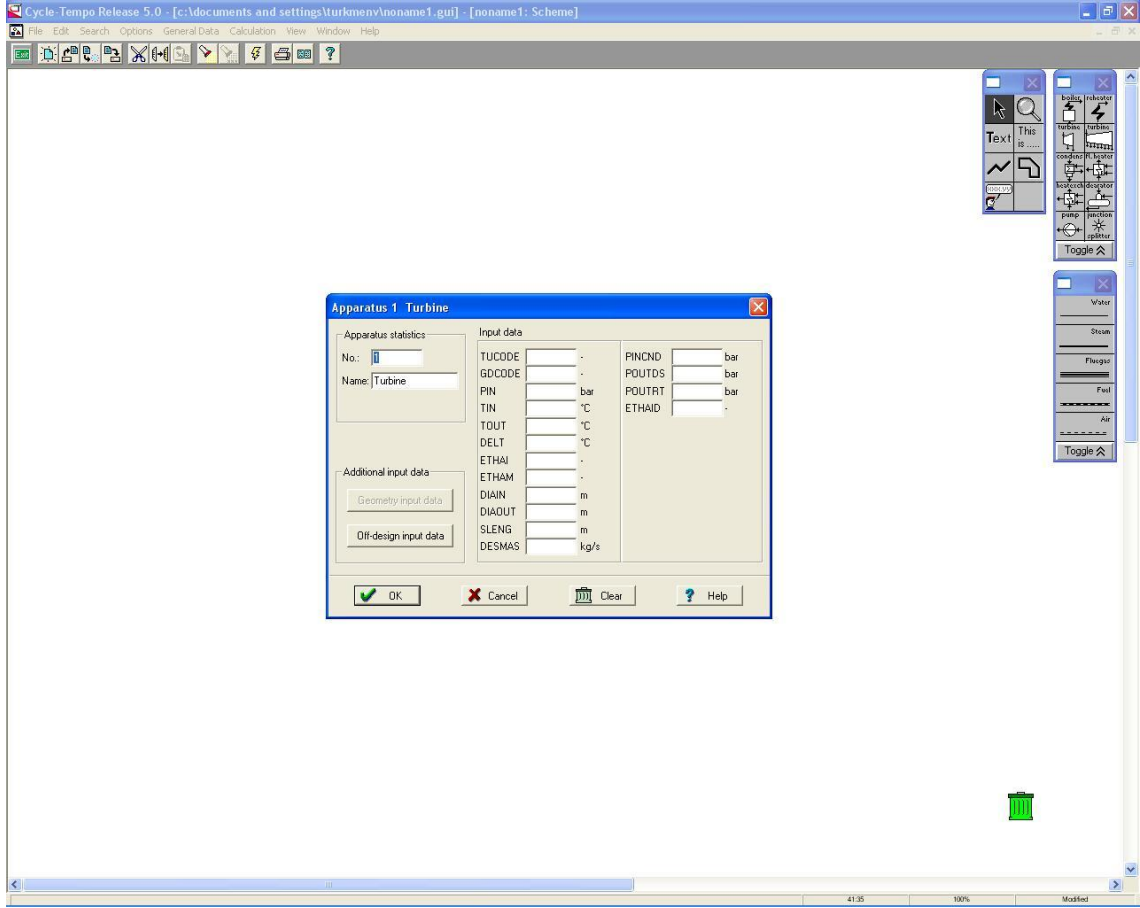 Cycle-Tempo Release 5.0 - [c:\documents and settings\turkmenv\noname1.gui] - [noname1: Scheme]
File Edit Search Options General Data Calculation View Window Help
Exit
Text
This is .....
boiler reheater
turbine turbine
condens fl. heater
heatexch dearator
pump junction
splitter
Toggle
Water
Steam
Fluegas
Fuel
Air
Toggle
Apparatus 1 Turbine
Apparatus statistics
No.: 1
Name: Turbine
Additional input data
Geometry input data
Off-design input data
Input data
TUCODE -
GDCODE -
PIN bar
TIN °C
TOUT °C
DELT °C
ETHAI -
ETHAM -
DIAIN m
DIAOUT m
SLENG m
DESMAS kg/s
PINCND bar
POUTDS bar
POUTRT bar
ETHAID -
OK Cancel Clear Help
41:35 100% Modified